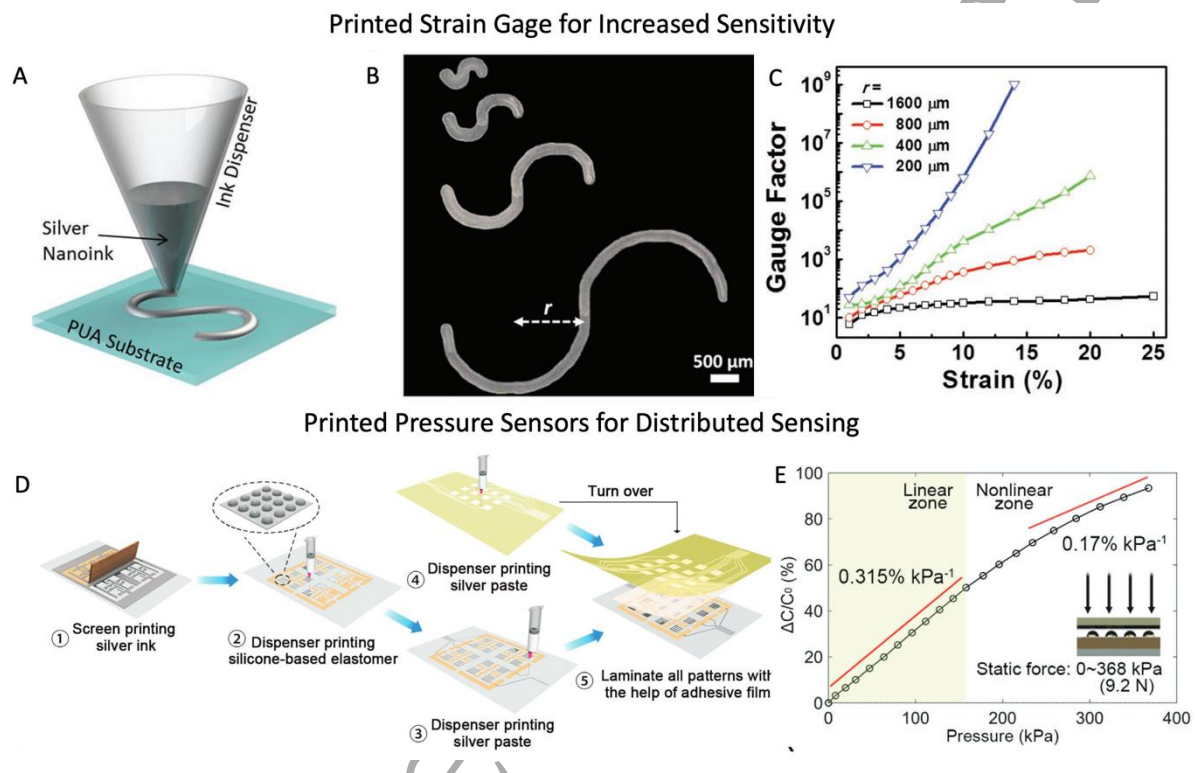 Printed Strain Gage for Increased Sensitivity
A
Ink Dispenser
Silver
Nanoink
PUA Substrate
B
r
500 μm
C
10⁹
10⁷
10⁵
10³
10¹
r =
1600 μm
800 μm
400 μm
200 μm
Gauge Factor
0 5 10 15 20 25
Strain (%)
Printed Pressure Sensors for Distributed Sensing
D
① Screen printing
silver ink
② Dispenser printing
silicone-based elastomer
④ Dispenser printing
silver paste
Turn over
③ Dispenser printing
silver paste
⑤ Laminate all patterns with
the help of adhesive film
E
100
80
60
40
20
0
ΔC/C₀ (%)
Linear
zone
Nonlinear
zone
0.315% kPa⁻¹
0.17% kPa⁻¹
Static force: 0~368 kPa
(9.2 N)
0 100 200 300 400
Pressure (kPa)